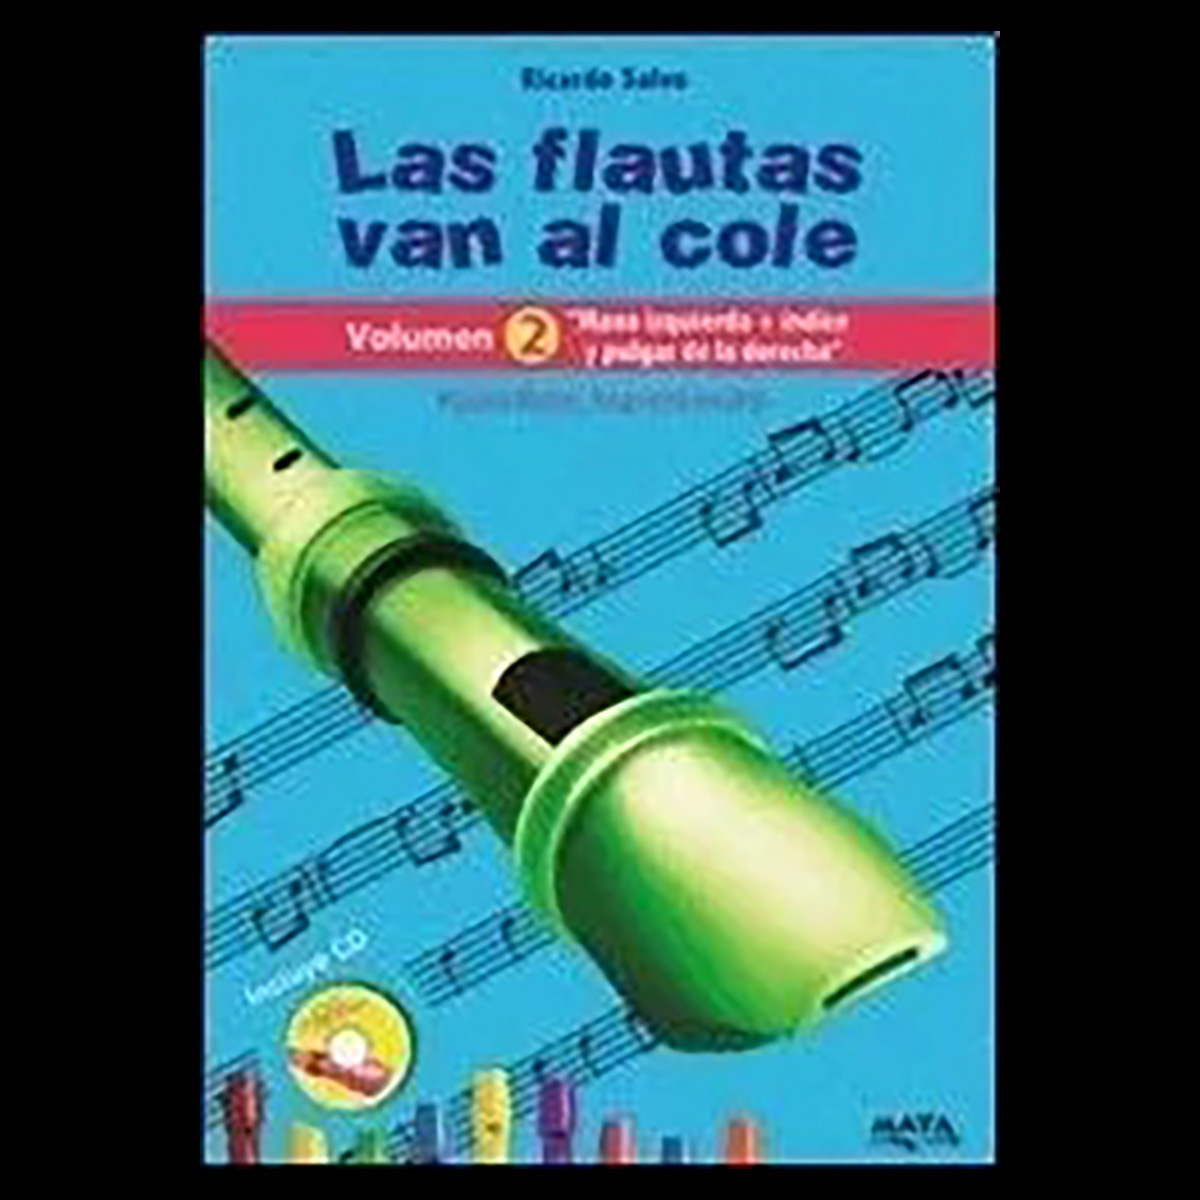 Ricardo Salvo
Las flautas
van al cole
Volumen 2
"Mano izquierda + índice
y pulgar de la derecha"
Incluye CD
MAYA